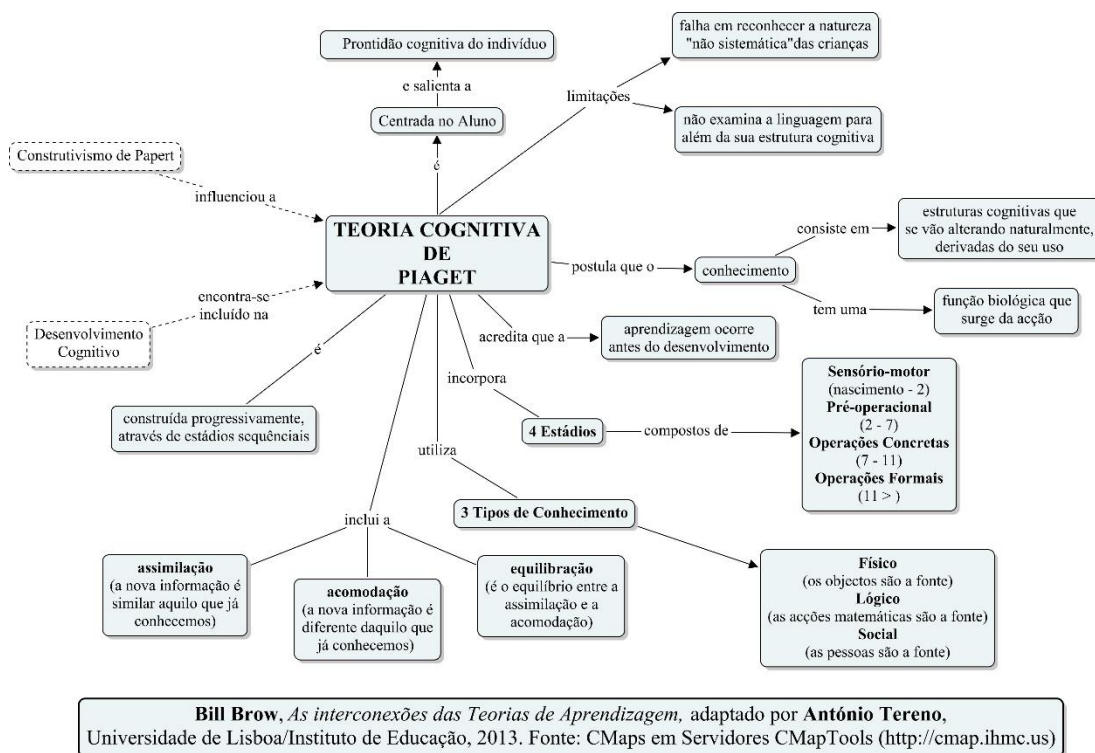 Prontidão cognitiva do indivíduo
e salienta a
Centrada no Aluno
é
falha em reconhecer a natureza
"não sistemática"das crianças
limitações
não examina a linguagem para
além da sua estrutura cognitiva
Construtivismo de Papert
influenciou a
TEORIA COGNITIVA
DE
PIAGET
encontra-se
incluído na
Desenvolvimento
Cognitivo
postula que o
conhecimento
consiste em
estruturas cognitivas que
se vão alterando naturalmente,
derivadas do seu uso
tem uma
função biológica que
surge da acção
acredita que a
aprendizagem ocorre
antes do desenvolvimento
é
construída progressivamente,
através de estádios sequênciais
incorpora
4 Estádios
compostos de
Sensório-motor
(nascimento - 2)
Pré-operacional
(2 - 7)
Operações Concretas
(7 - 11)
Operações Formais
(11 > )
utiliza
3 Tipos de Conhecimento
Físico
(os objectos são a fonte)
Lógico
(as acções matemáticas são a fonte)
Social
(as pessoas são a fonte)
inclui a
assimilação
(a nova informação é
similar aquilo que já
conhecemos)
acomodação
(a nova informação é
diferente daquilo que
já conhecemos)
equilibração
(é o equilíbrio entre a
assimilação e a
acomodação)
Bill Brow, As interconexões das Teorias de Aprendizagem, adaptado por António Tereno,
Universidade de Lisboa/Instituto de Educação, 2013. Fonte: CMaps em Servidores CMapTools (http://cmap.ihmc.us)